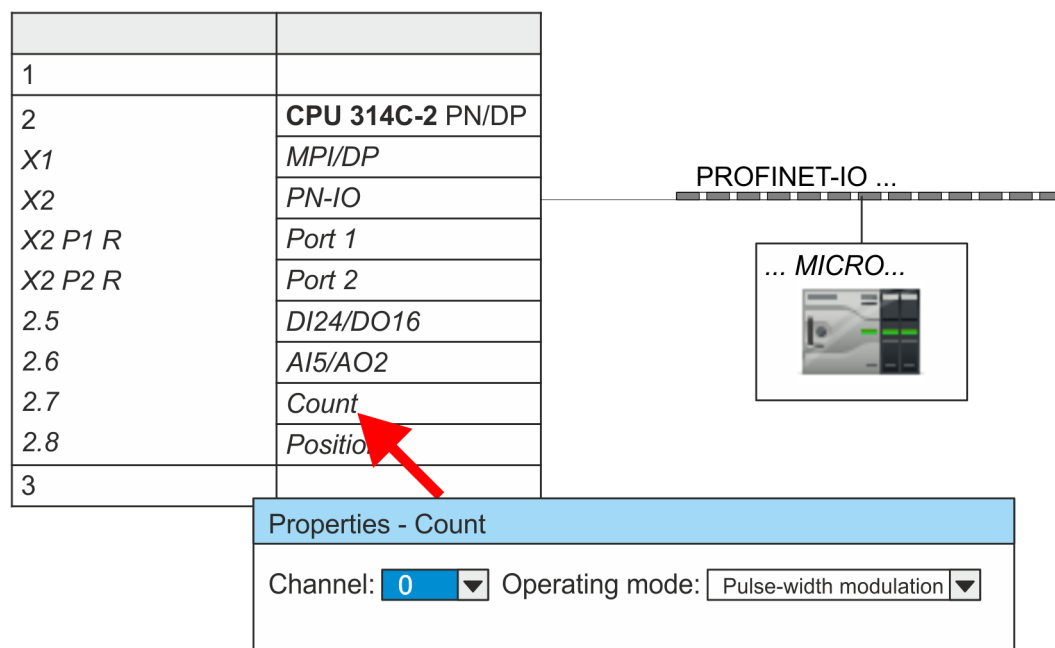 1
2 CPU 314C-2 PN/DP
X1 MPI/DP
X2 PN-IO
X2 P1 R Port 1
X2 P2 R Port 2
2.5 DI24/DO16
2.6 AI5/AO2
2.7 Count
2.8 Position
3
PROFINET-IO ...
... MICRO...
Properties - Count
Channel: 0 Operating mode: Pulse-width modulation